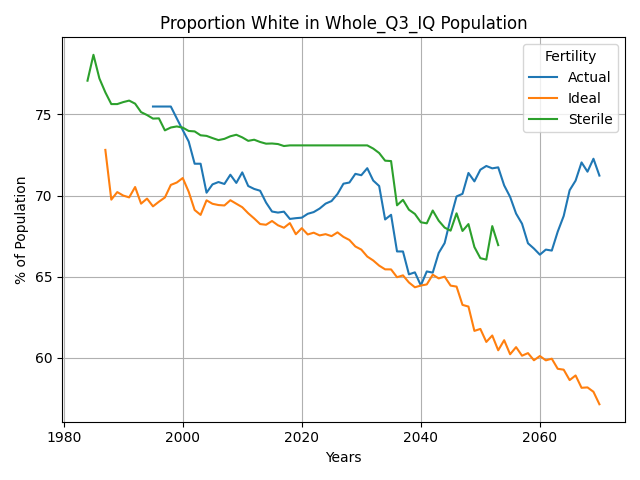 Proportion White in Whole_Q3_IQ Population
Fertility
Actual
Ideal
Sterile
% of Population
75
70
65
60
1980
2000
2020
2040
2060
Years